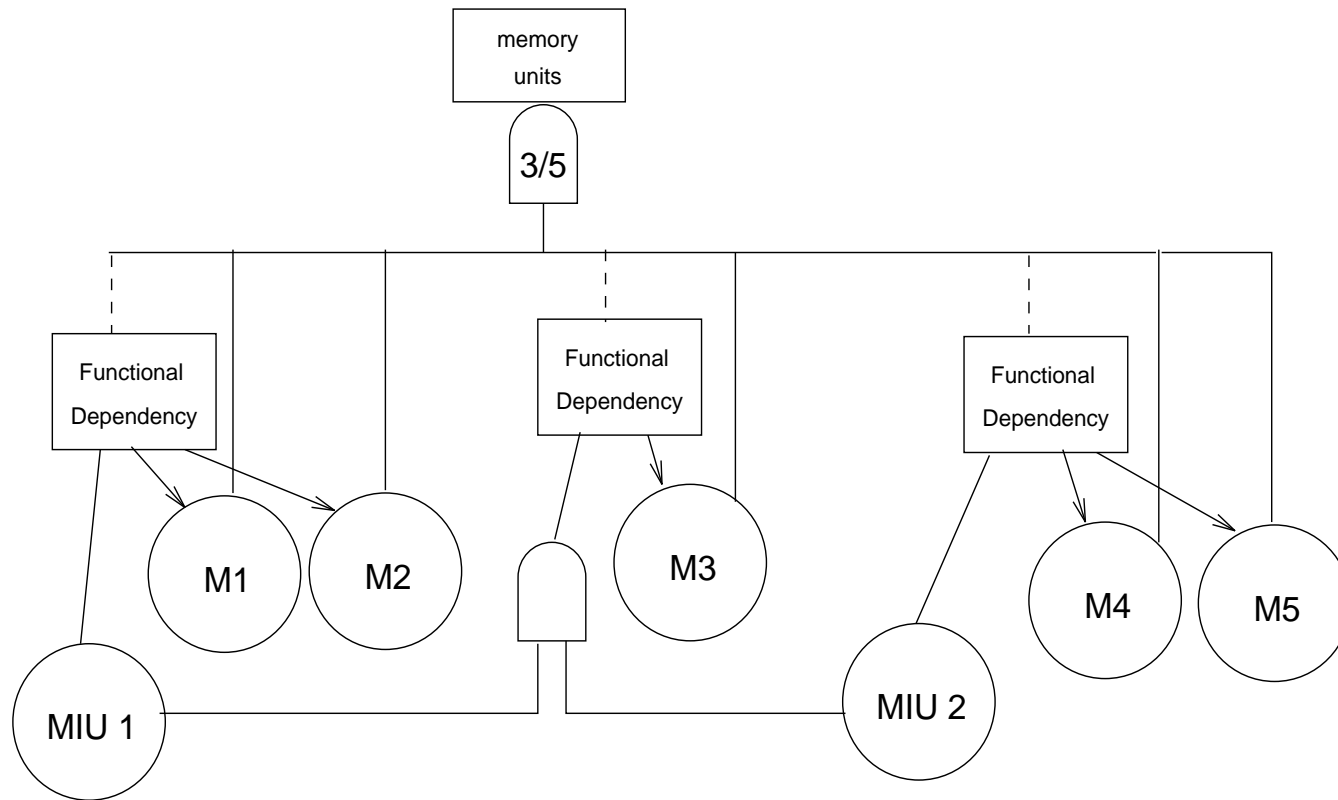 memory
units
3/5
Functional
Dependency
Functional
Dependency
Functional
Dependency
M1
M2
M3
M4
M5
MIU 1
MIU 2